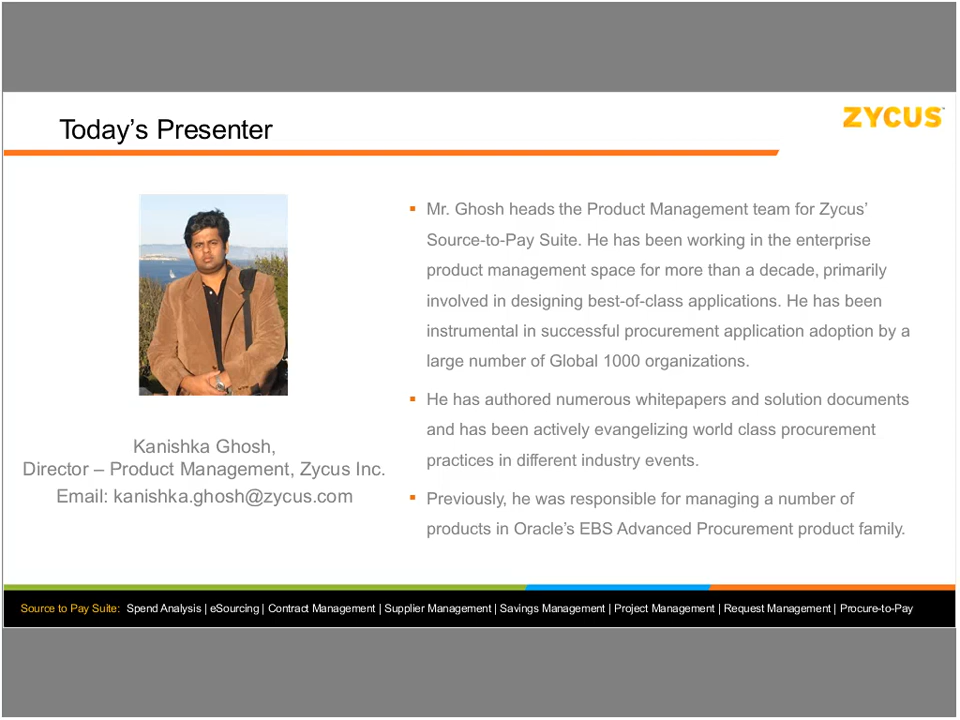 Today's Presenter
ZYCUS™
▪ Mr. Ghosh heads the Product Management team for Zycus'
Source-to-Pay Suite. He has been working in the enterprise
product management space for more than a decade, primarily
involved in designing best-of-class applications. He has been
instrumental in successful procurement application adoption by a
large number of Global 1000 organizations.
▪ He has authored numerous whitepapers and solution documents
and has been actively evangelizing world class procurement
practices in different industry events.
▪ Previously, he was responsible for managing a number of
products in Oracle's EBS Advanced Procurement product family.
Kanishka Ghosh,
Director – Product Management, Zycus Inc.
Email: kanishka.ghosh@zycus.com
Source to Pay Suite: Spend Analysis | eSourcing | Contract Management | Supplier Management | Savings Management | Project Management | Request Management | Procure-to-Pay